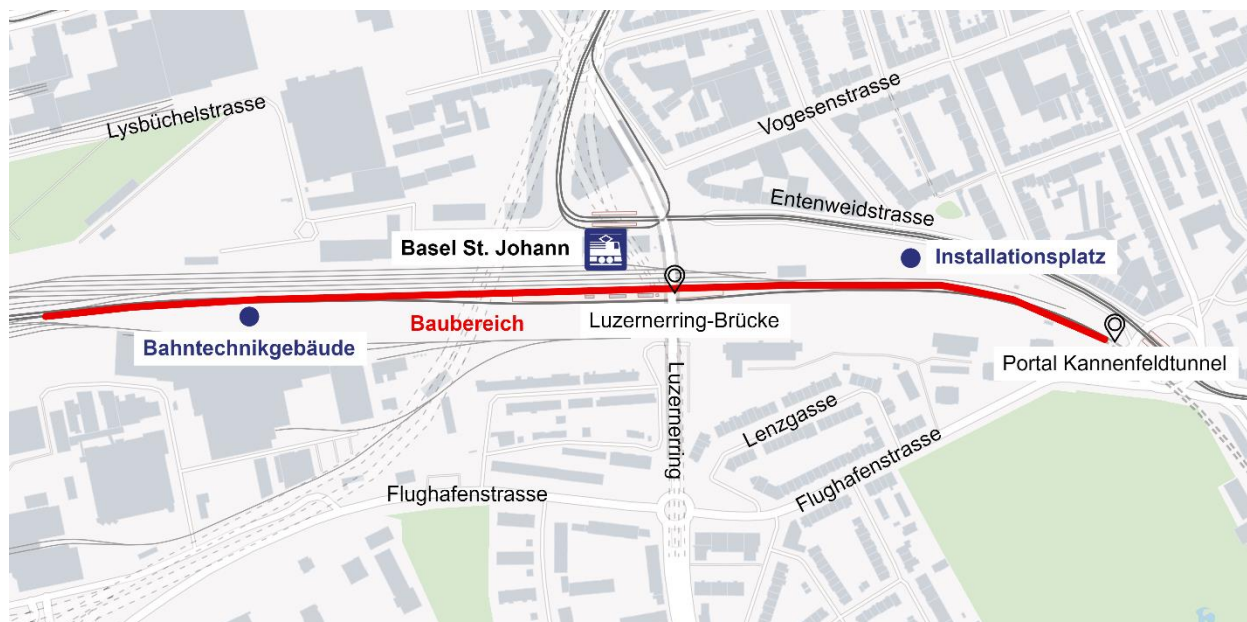 Lysbüchelstrasse
Vogesenstrasse
Entenweidstrasse
Basel St. Johann
Installationsplatz
Baubereich
Luzernerring-Brücke
Bahntechnikgebäude
Portal Kannenfeldtunnel
Luzernerring
Lenzgasse
Flughafenstrasse
Flughafenstrasse